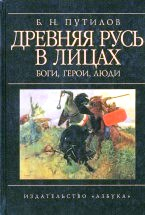 Б. Н. ПУТИЛОВ
ДРЕВНЯЯ РУСЬ
В ЛИЦАХ
БОГИ, ГЕРОИ, ЛЮДИ
ИЗДАТЕЛЬСТВО «АЗБУКА»